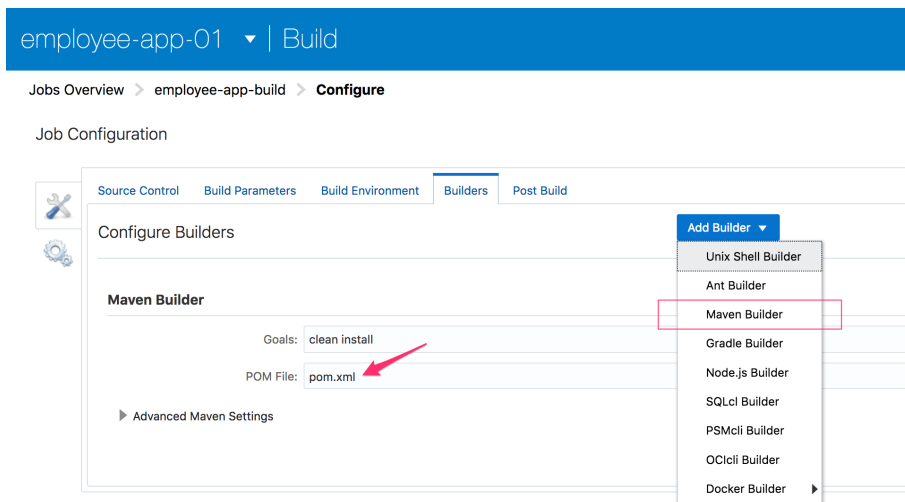 employee-app-01 | Build
Jobs Overview > employee-app-build > Configure
Job Configuration
Source Control Build Parameters Build Environment Builders Post Build
Configure Builders
Add Builder
Unix Shell Builder
Ant Builder
Maven Builder
Gradle Builder
Node.js Builder
SQLcl Builder
PSMcli Builder
OCIcli Builder
Docker Builder
Maven Builder
Goals: clean install
POM File: pom.xml
Advanced Maven Settings